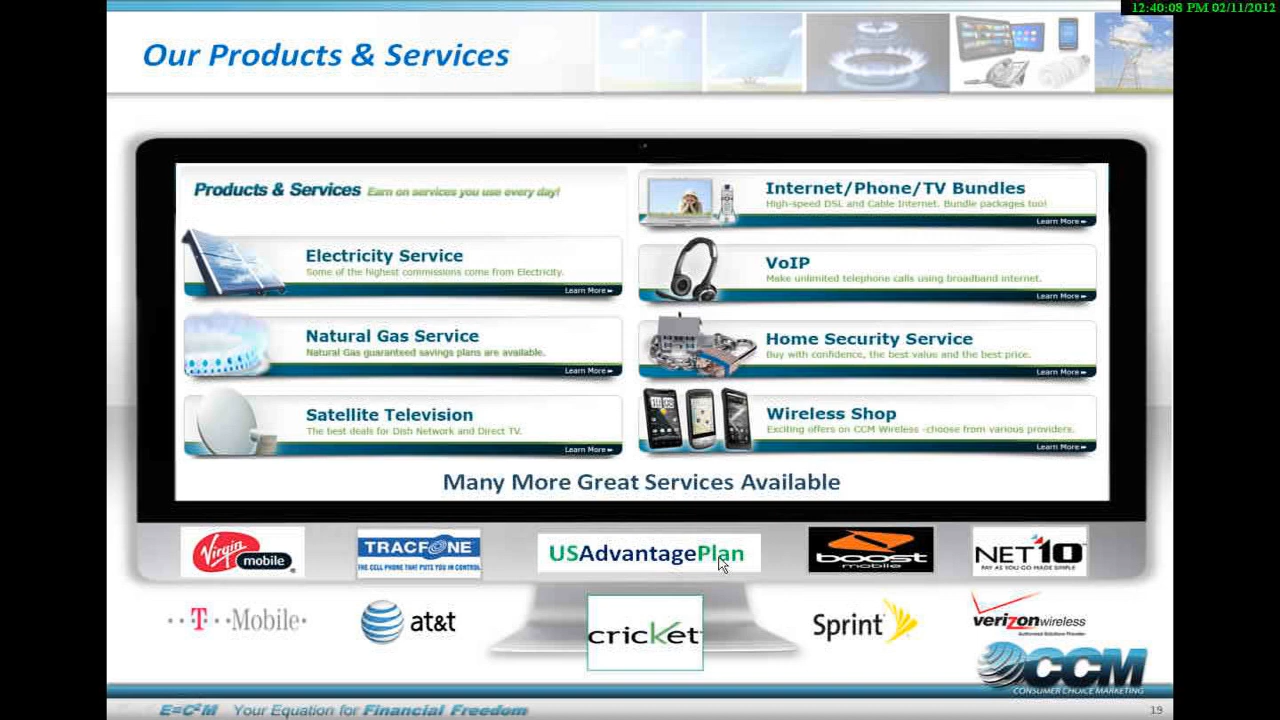 12:40:08 PM 02/11/2012
Our Products & Services
Products & Services Earn on services you use every day!
Electricity Service
Some of the highest commissions come from Electricity.
Learn More
Natural Gas Service
Natural Gas guaranteed savings plans are available.
Learn More
Satellite Television
The best deals for Dish Network and Direct TV.
Learn More
Internet/Phone/TV Bundles
High-speed DSL and Cable Internet. Bundle packages too!
Learn More
VoIP
Make unlimited telephone calls using broadband internet.
Learn More
Home Security Service
Buy with confidence, the best value and the best price.
Learn More
Wireless Shop
Exciting offers on CCM Wireless -choose from various providers.
Learn More
Many More Great Services Available
Virgin mobile
TRACFONE
THE CELL PHONE THAT PUTS YOU IN CONTROL
USAdvantagePlan
boost
mobile
NET10
PAY AS YOU GO MADE SIMPLE
T Mobile
at&t
cricket
Sprint
verizon wireless
Authorized Solutions Provider
CCM
CONSUMER CHOICE MARKETING
E=C²M Your Equation for Financial Freedom
19